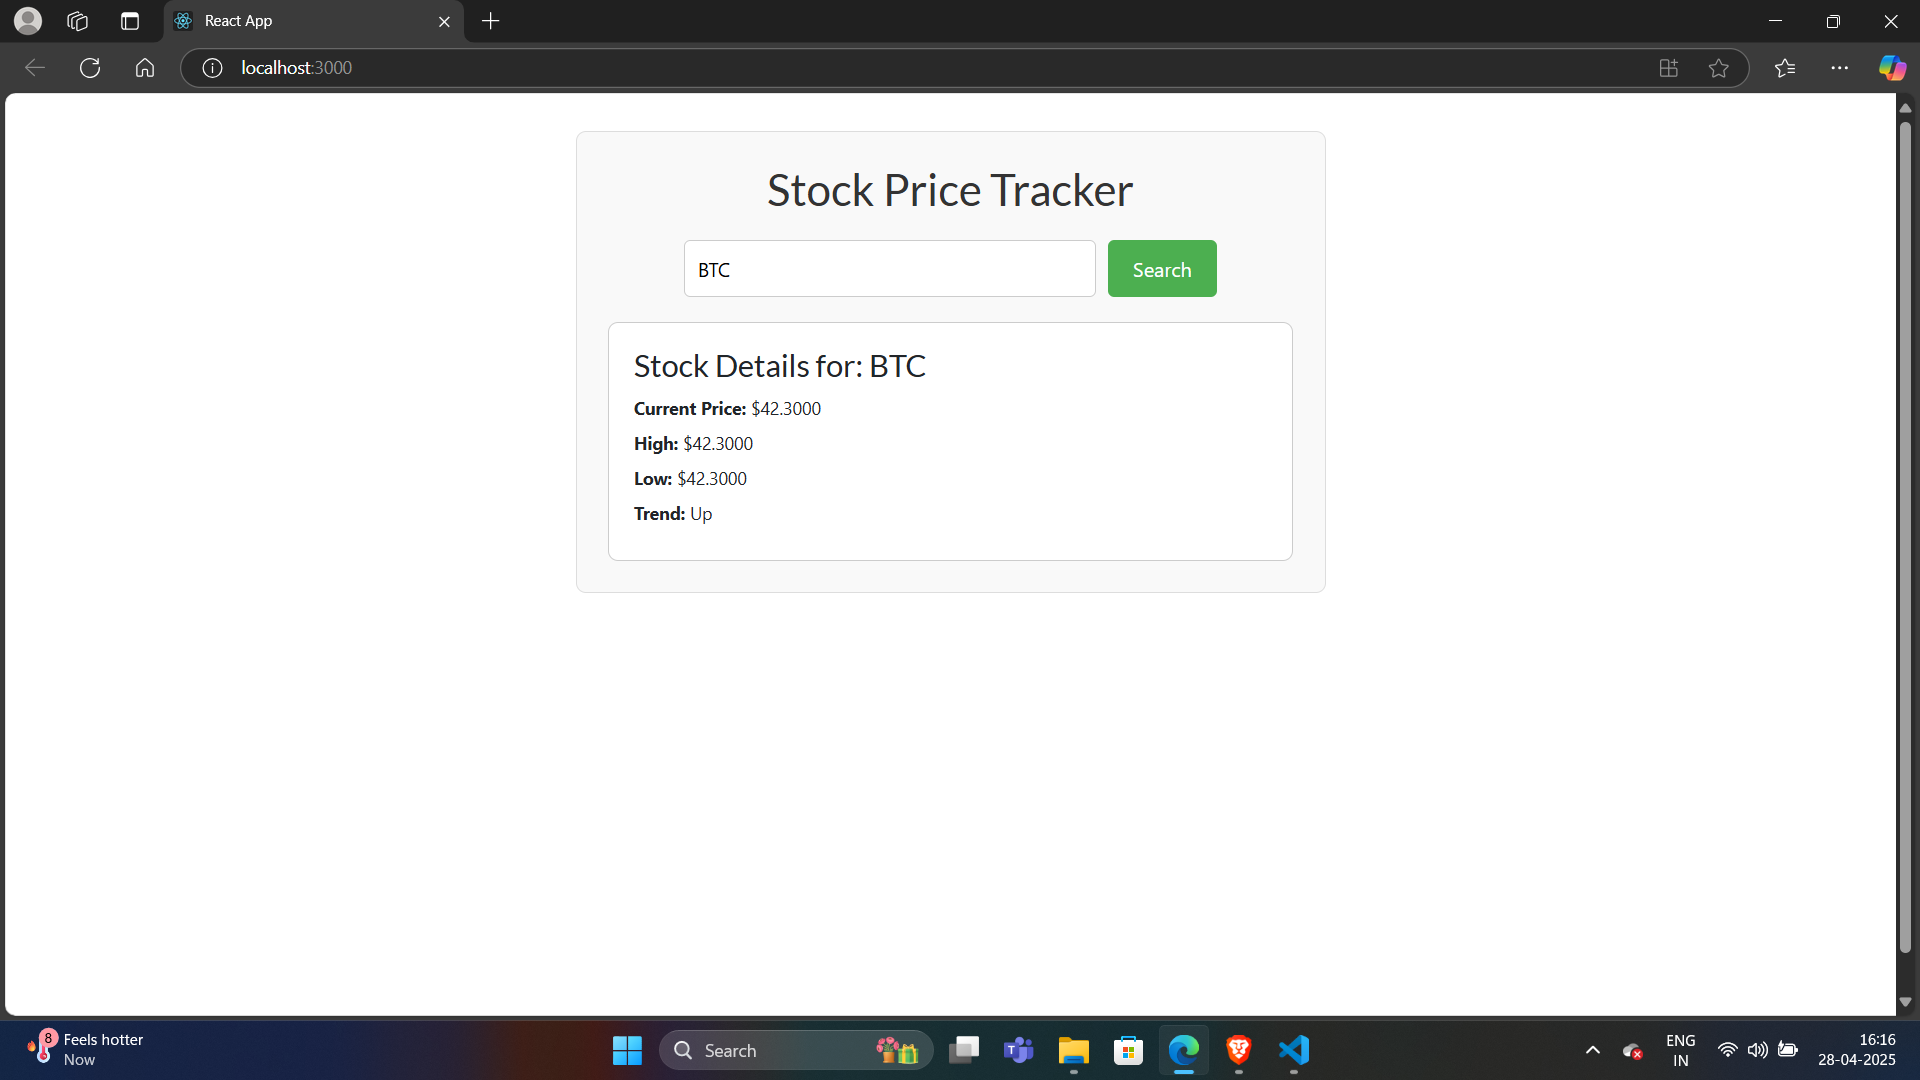 React App
localhost:3000
Stock Price Tracker
BTC
Search
Stock Details for: BTC
Current Price: $42.3000
High: $42.3000
Low: $42.3000
Trend: Up
8
Feels hotter
Now
Search
ENG
IN
16:16
28-04-2025